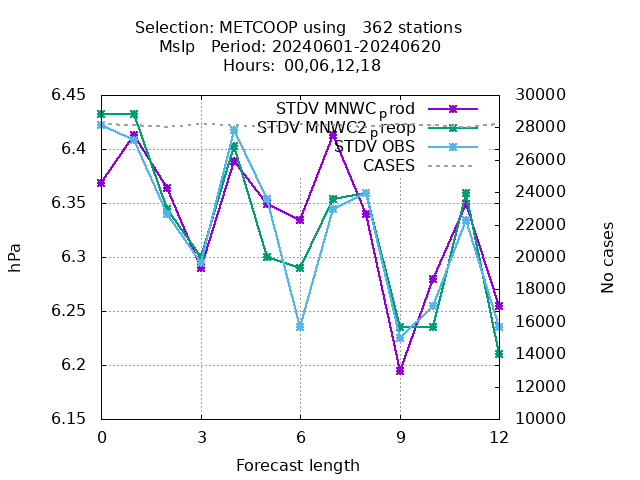 Selection: METCOOP using   362 stations
Mslp   Period: 20240601-20240620
Hours: 00,06,12,18
6.45
6.4
6.35
6.3
6.25
6.2
6.15
hPa
30000
28000
26000
24000
22000
20000
18000
16000
14000
12000
10000
No cases
STDV MNWCprod
STDV MNWC2preop
STDV OBS
CASES
0 3 6 9 12
Forecast length